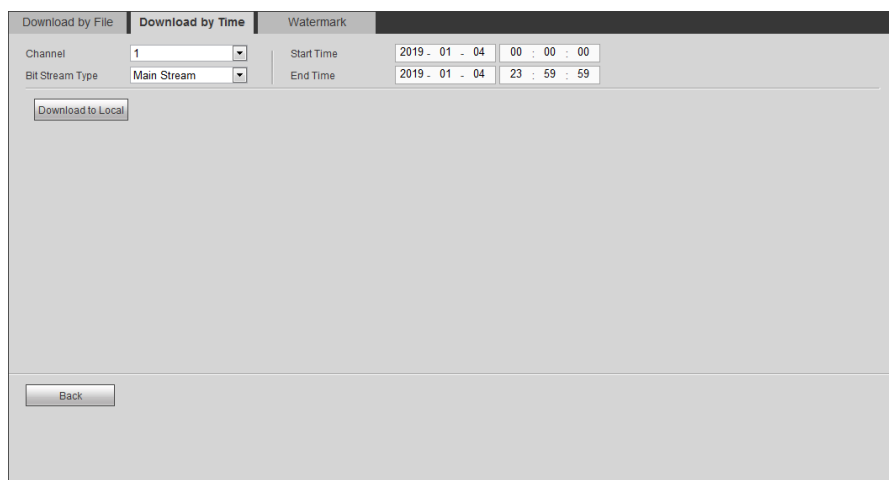 Download by File Download by Time Watermark
Channel 1 Start Time 2019 - 01 - 04 00 : 00 : 00
Bit Stream Type Main Stream End Time 2019 - 01 - 04 23 : 59 : 59
Download to Local
Back